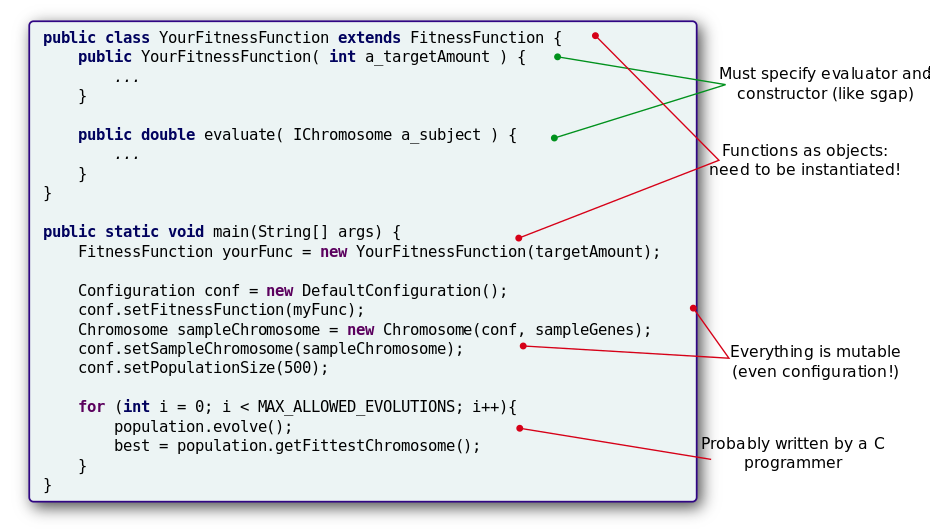 public class YourFitnessFunction extends FitnessFunction {
    public YourFitnessFunction( int a_targetAmount ) {
        ...
    }
    public double evaluate( IChromosome a_subject ) {
        ...
    }
}
public static void main(String[] args) {
    FitnessFunction yourFunc = new YourFitnessFunction(targetAmount);
    Configuration conf = new DefaultConfiguration();
    conf.setFitnessFunction(myFunc);
    Chromosome sampleChromosome = new Chromosome(conf, sampleGenes);
    conf.setSampleChromosome(sampleChromosome);
    conf.setPopulationSize(500);
    for (int i = 0; i < MAX_ALLOWED_EVOLUTIONS; i++){
        population.evolve();
        best = population.getFittestChromosome();
    }
}
Must specify evaluator and
constructor (like sgap)
Functions as objects:
need to be instantiated!
Everything is mutable
(even configuration!)
Probably written by a C
programmer